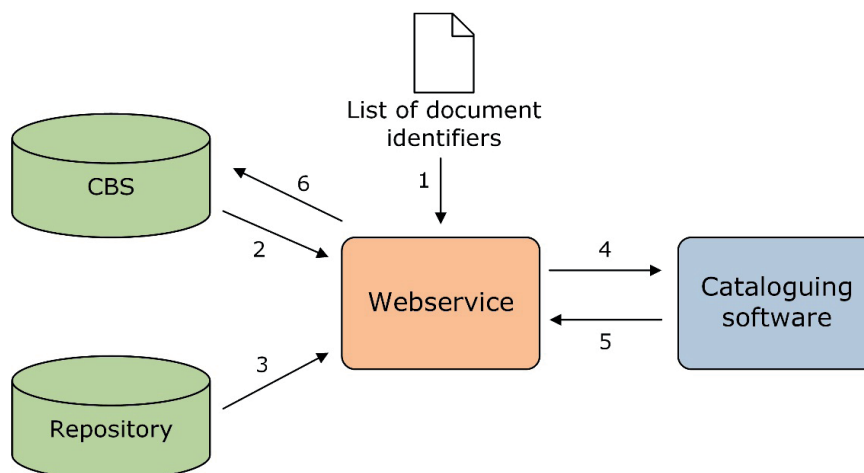 List of document
identifiers
1
CBS
6
2
Webservice
4
5
Cataloguing
software
3
Repository